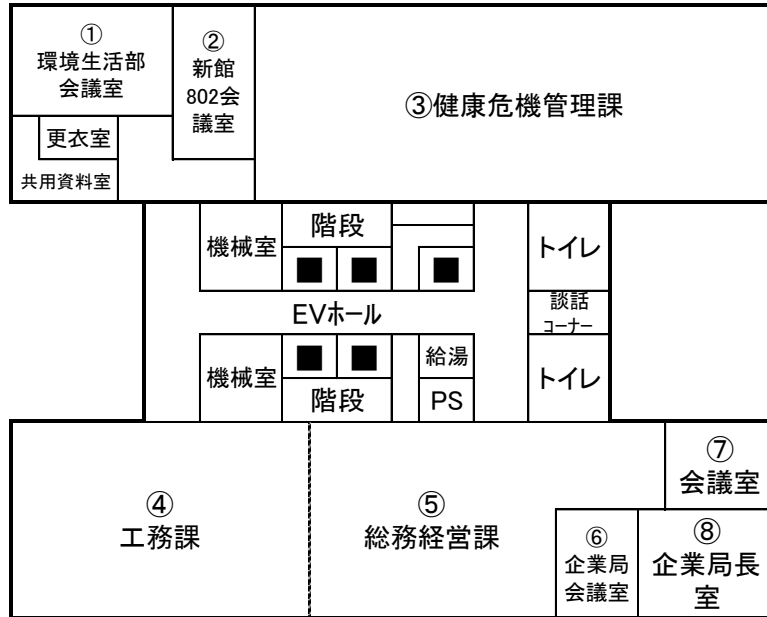 ①
環境生活部
会議室
②
新館
802会
議室
③健康危機管理課
更衣室
共用資料室
機械室
階段
トイレ
EVホール
談話
コーナー
機械室
階段
給湯
PS
トイレ
④
工務課
⑤
総務経営課
⑥
企業局
会議室
⑦
会議室
⑧
企業局長
室